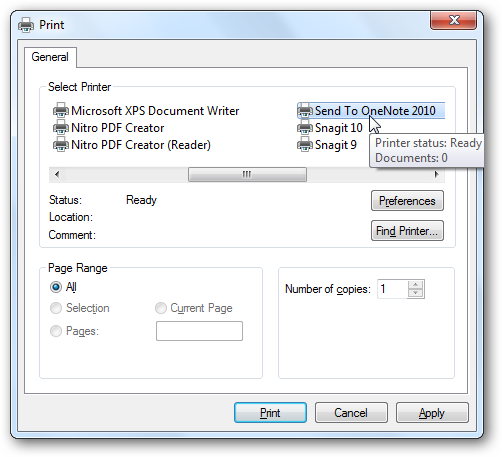 Print
General
Select Printer
Microsoft XPS Document Writer
Send To OneNote 2010
Nitro PDF Creator
Snagit 10
Nitro PDF Creator (Reader)
Snagit 9
Printer status: Ready
Documents: 0
Status: Ready
Preferences
Location:
Comment:
Find Printer...
Page Range
All
Selection
Current Page
Pages:
Number of copies: 1
Print
Cancel
Apply